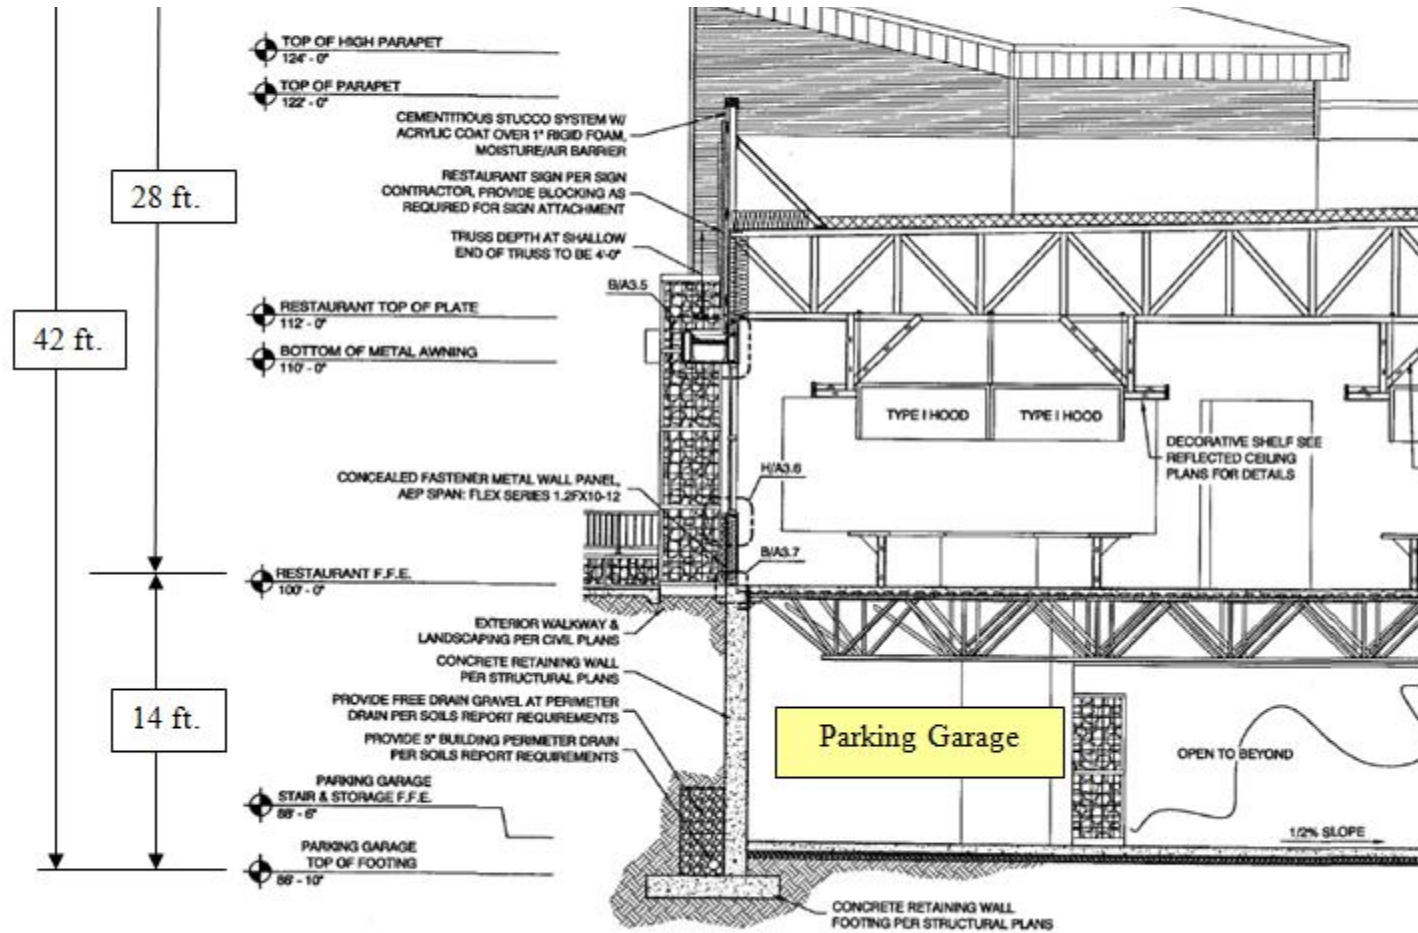 TOP OF HIGH PARAPET
124' - 0"
TOP OF PARAPET
122' - 0"
CEMENTITIOUS STUCCO SYSTEM W/
ACRYLIC COAT OVER 1" RIGID FOAM,
MOISTURE/AIR BARRIER
RESTAURANT SIGN PER SIGN
CONTRACTOR, PROVIDE BLOCKING AS
REQUIRED FOR SIGN ATTACHMENT
28 ft.
TRUSS DEPTH AT SHALLOW
END OF TRUSS TO BE 4'-0"
B/A3.5
RESTAURANT TOP OF PLATE
112' - 0"
42 ft.
BOTTOM OF METAL AWNING
110' - 0"
TYPE I HOOD
TYPE I HOOD
DECORATIVE SHELF SEE
REFLECTED CEILING
PLANS FOR DETAILS
CONCEALED FASTENER METAL WALL PANEL,
AEP SPAN: FLEX SERIES 1.2FX10-12
H/A3.6
B/A3.7
RESTAURANT F.F.E.
100' - 0"
EXTERIOR WALKWAY &
LANDSCAPING PER CIVIL PLANS
CONCRETE RETAINING WALL
PER STRUCTURAL PLANS
PROVIDE FREE DRAIN GRAVEL AT PERIMETER
DRAIN PER SOILS REPORT REQUIREMENTS
14 ft.
PROVIDE 5" BUILDING PERIMETER DRAIN
PER SOILS REPORT REQUIREMENTS
Parking Garage
OPEN TO BEYOND
PARKING GARAGE
STAIR & STORAGE F.F.E.
88' - 6"
1/2% SLOPE
PARKING GARAGE
TOP OF FOOTING
86' - 10"
CONCRETE RETAINING WALL
FOOTING PER STRUCTURAL PLANS